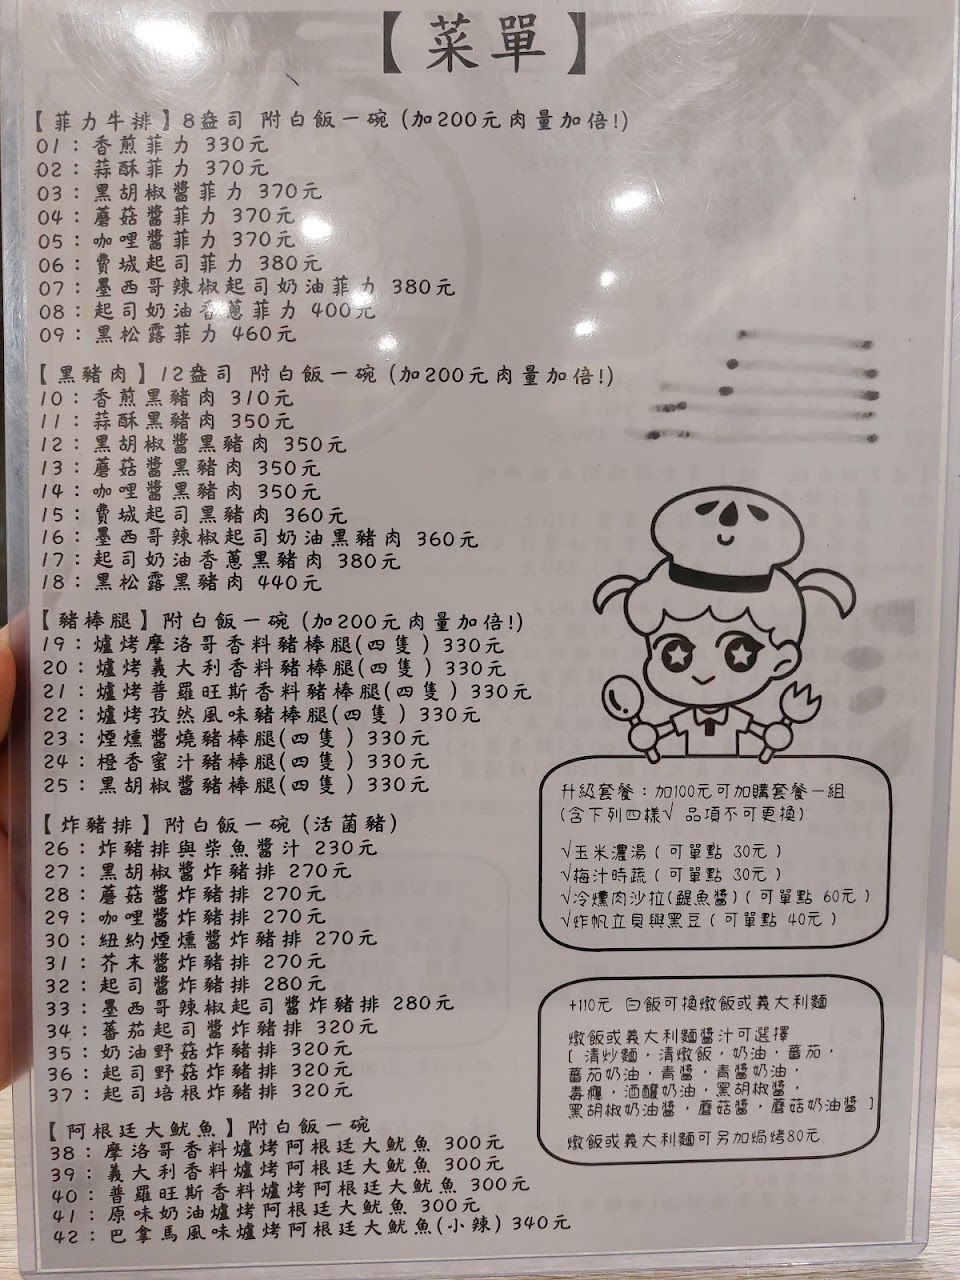 【菜單】
【菲力牛排】8盎司 附白飯一碗 (加200元肉量加倍!)
01：香煎菲力 330元
02：蒜酥菲力 370元
03：黑胡椒醬菲力 370元
04：蘑菇醬菲力 370元
05：咖哩醬菲力 370元
06：費城起司菲力 380元
07：墨西哥辣椒起司奶油菲力 380元
08：起司奶油香蔥菲力 400元
09：黑松露菲力 460元
【黑豬肉】12盎司 附白飯一碗 (加200元肉量加倍!)
10：香煎黑豬肉 310元
11：蒜酥黑豬肉 350元
12：黑胡椒醬黑豬肉 350元
13：蘑菇醬黑豬肉 350元
14：咖哩醬黑豬肉 350元
15：費城起司黑豬肉 360元
16：墨西哥辣椒起司奶油黑豬肉 360元
17：起司奶油香蔥黑豬肉 380元
18：黑松露黑豬肉 440元
【豬棒腿】附白飯一碗 (加200元肉量加倍!)
19：爐烤摩洛哥香料豬棒腿(四隻) 330元
20：爐烤義大利香料豬棒腿(四隻) 330元
21：爐烤普羅旺斯香料豬棒腿(四隻) 330元
22：爐烤孜然風味豬棒腿(四隻) 330元
23：煙燻醬燒豬棒腿(四隻) 330元
24：橙香蜜汁豬棒腿(四隻) 330元
25：黑胡椒醬豬棒腿(四隻) 330元
【炸豬排】附白飯一碗 (活菌豬)
26：炸豬排與柴魚醬汁 230元
27：黑胡椒醬炸豬排 270元
28：蘑菇醬炸豬排 270元
29：咖哩醬炸豬排 270元
30：紐約煙燻醬炸豬排 270元
31：芥末醬炸豬排 270元
32：起司醬炸豬排 280元
33：墨西哥辣椒起司醬炸豬排 280元
34：蕃茄起司醬炸豬排 320元
35：奶油野菇炸豬排 320元
36：起司野菇炸豬排 320元
37：起司培根炸豬排 320元
【阿根廷大魷魚】附白飯一碗
38：摩洛哥香料爐烤阿根廷大魷魚 300元
39：義大利香料爐烤阿根廷大魷魚 300元
40：普羅旺斯香料爐烤阿根廷大魷魚 300元
41：原味奶油爐烤阿根廷大魷魚 300元
42：巴拿馬風味爐烤阿根廷大魷魚(小辣) 340元
升級套餐：加100元可加購套餐一組
(含下列四樣√ 品項不可更換)
√玉米濃湯 ( 可單點 30元 )
√梅汁時蔬 ( 可單點 30元 )
√冷燻肉沙拉(鯷魚醬) ( 可單點 60元 )
√炸帆立貝與黑豆 ( 可單點 40元 )
+110元 白飯可換燉飯或義大利麵
燉飯或義大利麵醬汁可選擇
[ 清炒麵，清燉飯，奶油，蕃茄，
蕃茄奶油，青醬，青醬奶油，
毒癮，酒釀奶油，黑胡椒醬，
黑胡椒奶油醬，蘑菇醬，蘑菇奶油醬 ]
燉飯或義大利麵可另加焗烤80元